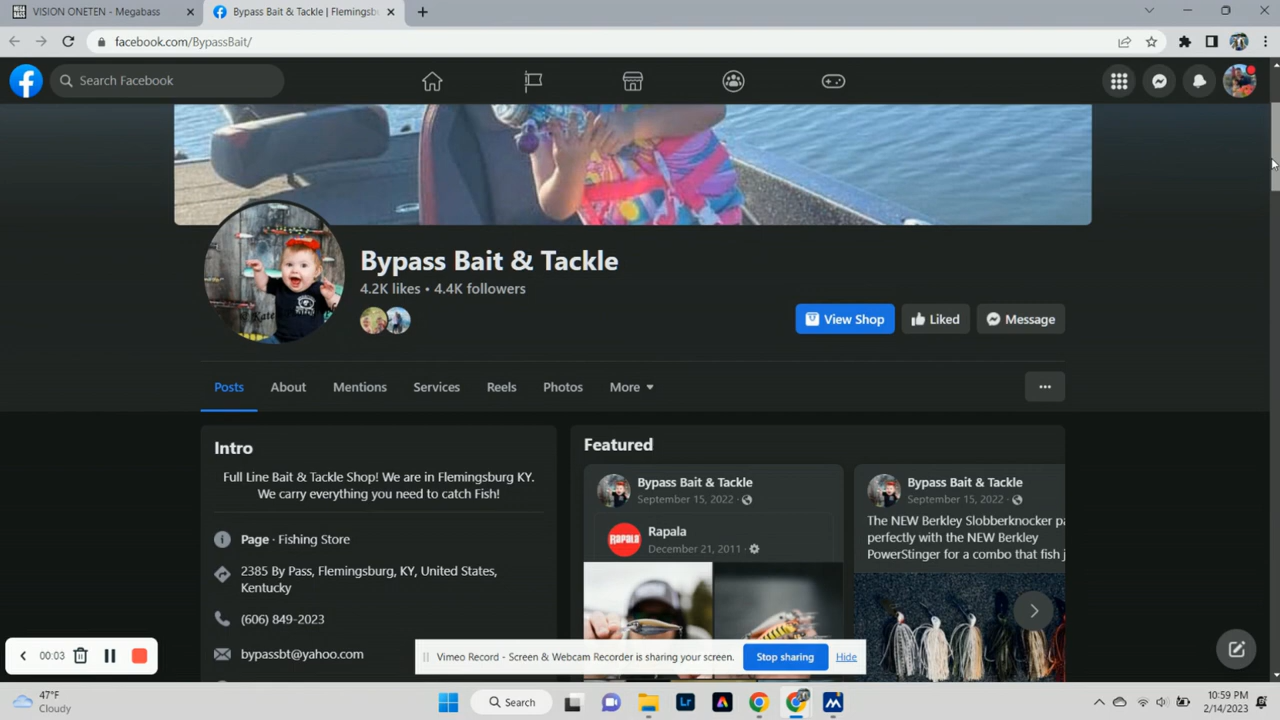 VISION ONETEN - Megabass
Bypass Bait & Tackle | Flemingsb
facebook.com/BypassBait/
Search Facebook
Bypass Bait & Tackle
4.2K likes • 4.4K followers
View Shop
Liked
Message
Posts
About
Mentions
Services
Reels
Photos
More
Intro
Full Line Bait & Tackle Shop! We are in Flemingsburg KY.
We carry everything you need to catch Fish!
Page · Fishing Store
2385 By Pass, Flemingsburg, KY, United States,
Kentucky
(606) 849-2023
bypassbt@yahoo.com
Featured
Bypass Bait & Tackle
September 15, 2022 ·
RAPALA
Rapala
December 21, 2011 ·
Bypass Bait & Tackle
September 15, 2022 ·
The NEW Berkley Slobberknocker pa
perfectly with the NEW Berkley
PowerStinger for a combo that fish j
00:03
Vimeo Record - Screen & Webcam Recorder is sharing your screen.
Stop sharing
Hide
47°F
Cloudy
Search
10:59 PM
2/14/2023